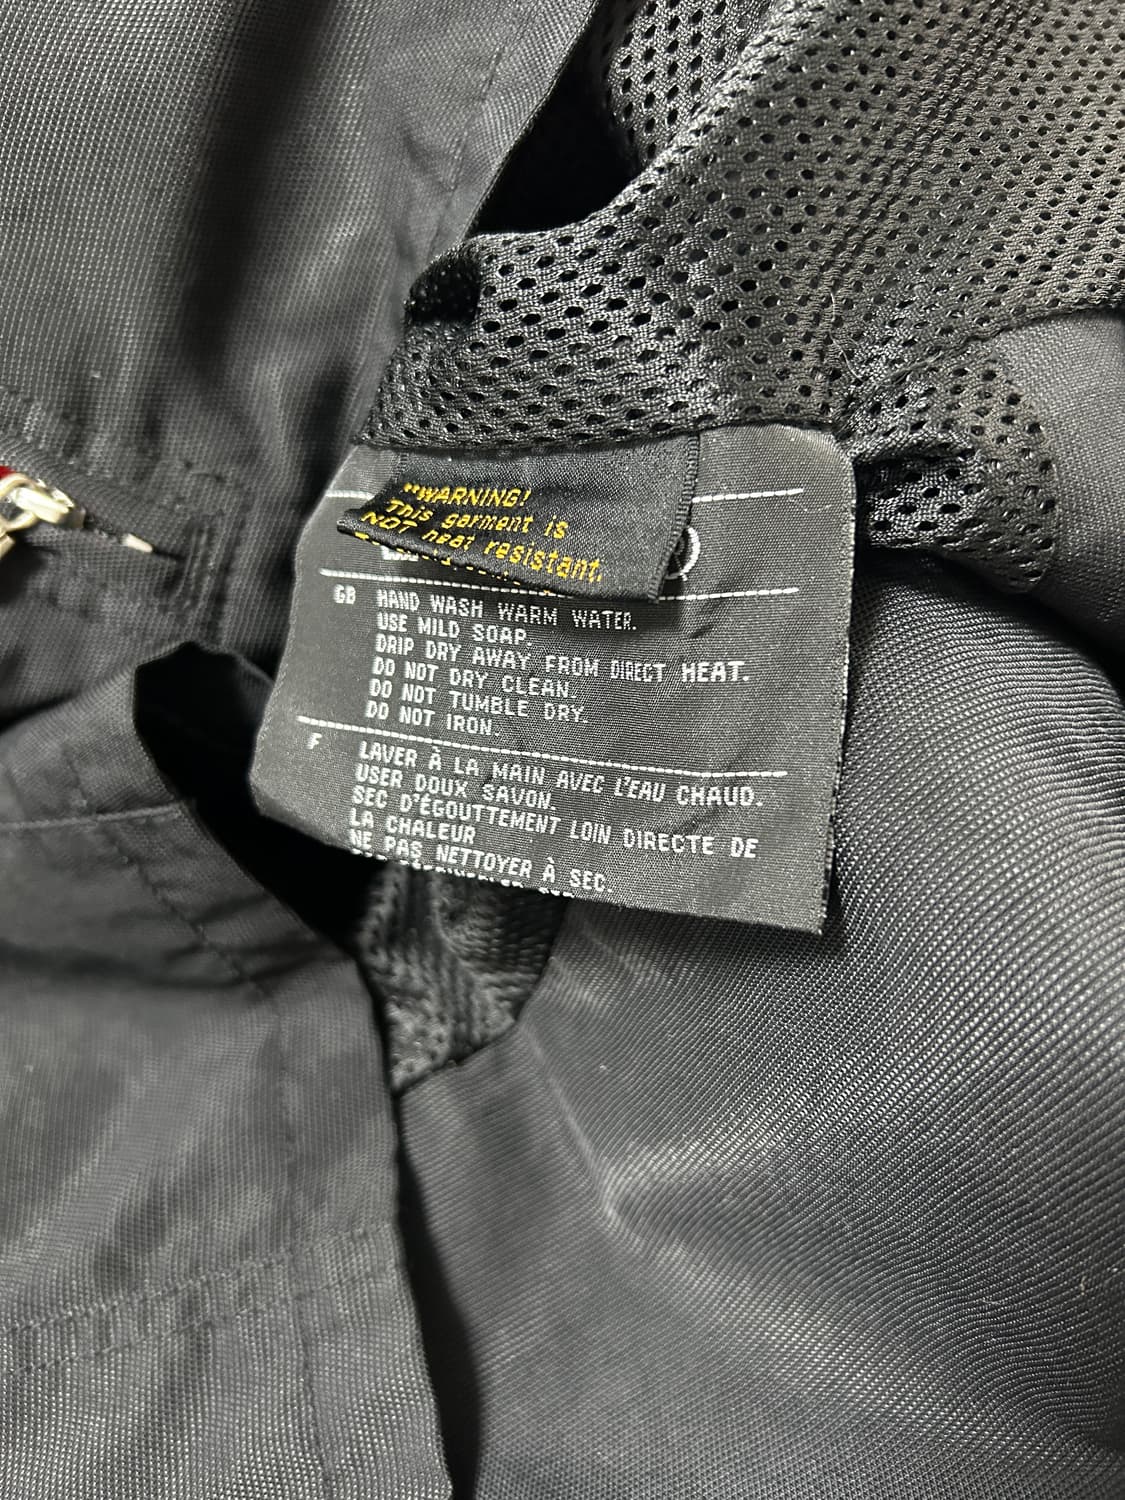 "WARNING!
This garment is
NOT heat resistant.
GB HAND WASH WARM WATER.
USE MILD SOAP.
DRIP DRY AWAY FROM DIRECT HEAT.
DO NOT DRY CLEAN.
DO NOT TUMBLE DRY.
DO NOT IRON.
F LAVER À LA MAIN AVEC L'EAU CHAUD.
USER DOUX SAVON.
SEC D'ÉGOUTTEMENT LOIN DIRECTE DE
LA CHALEUR
NE PAS NETTOYER À SEC.